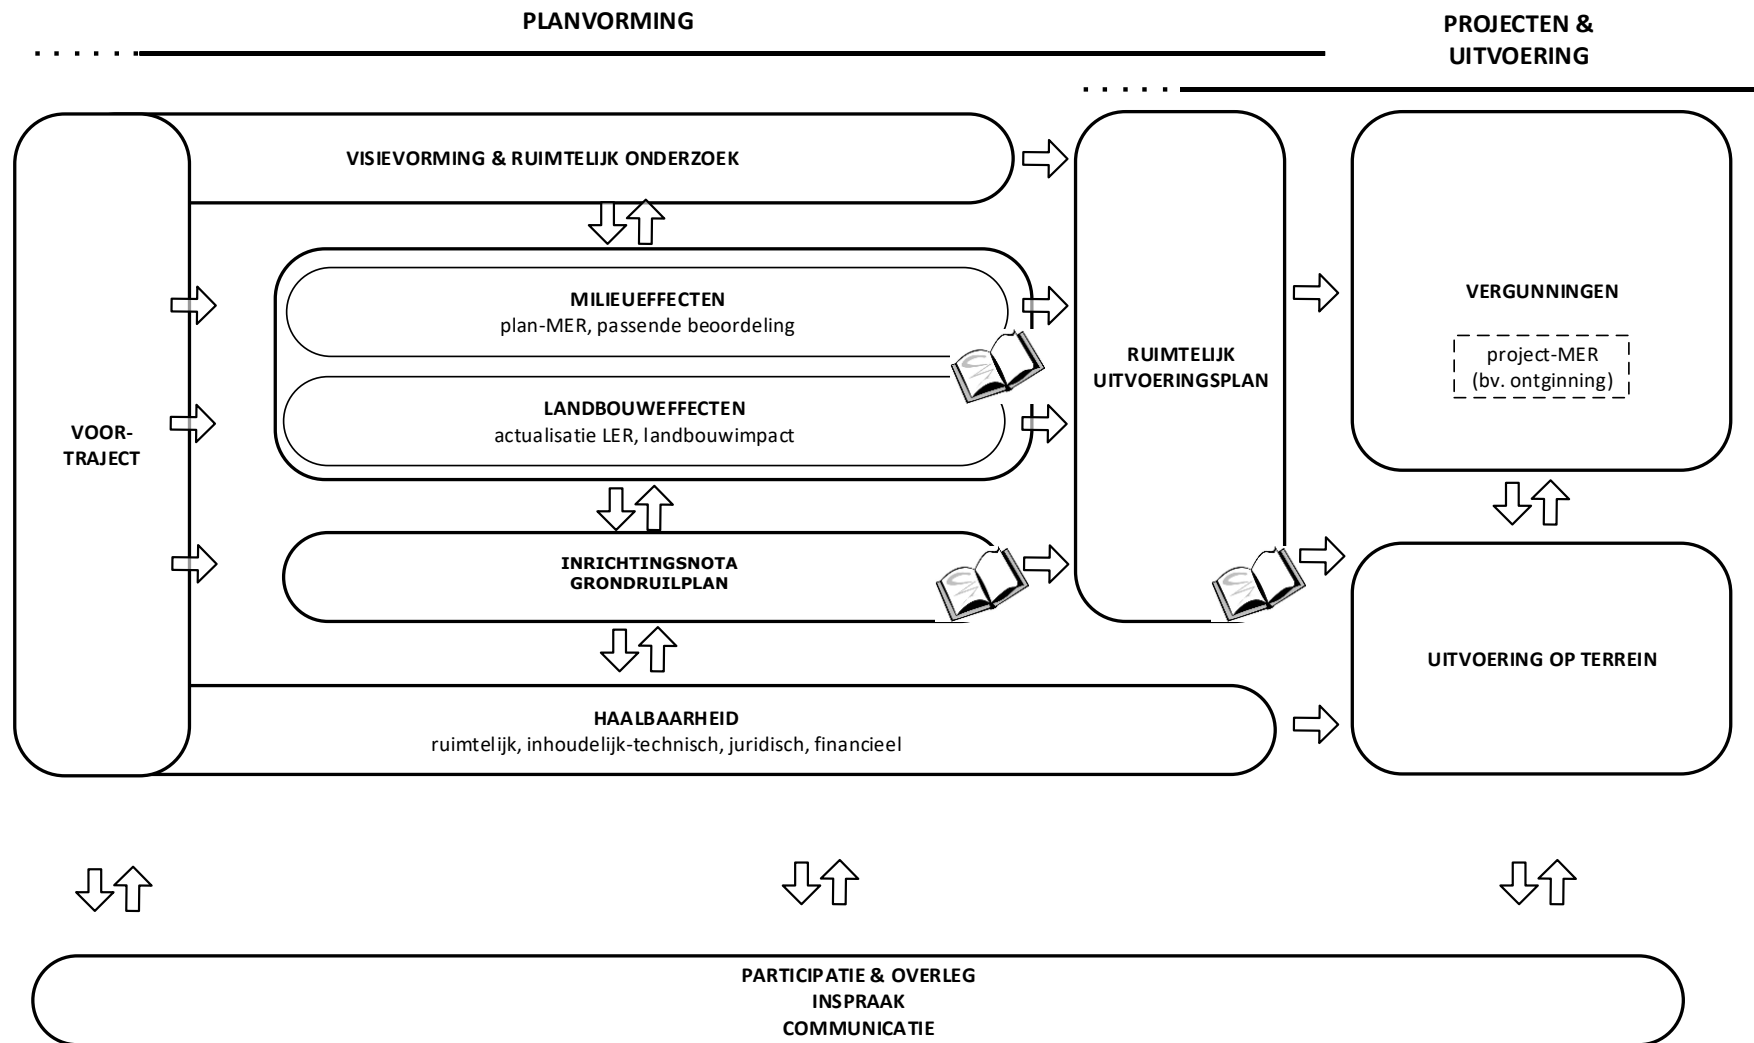 PLANVORMING
PROJECTEN &
UITVOERING
VISIEVORMING & RUIMTELIJK ONDERZOEK
MILIEUEFFECTEN
plan-MER, passende beoordeling
LANDBOUWEFFECTEN
actualisatie LER, landbouwimpact
VOOR-
TRAJECT
INRICHTINGSNOTA
GRONDRUILPLAN
HAALBAARHEID
ruimtelijk, inhoudelijk-technisch, juridisch, financieel
RUIMTELIJK
UITVOERINGSPLAN
VERGUNNINGEN
project-MER
(bv. ontginning)
UITVOERING OP TERREIN
PARTICIPATIE & OVERLEG
INSPRAAK
COMMUNICATIE